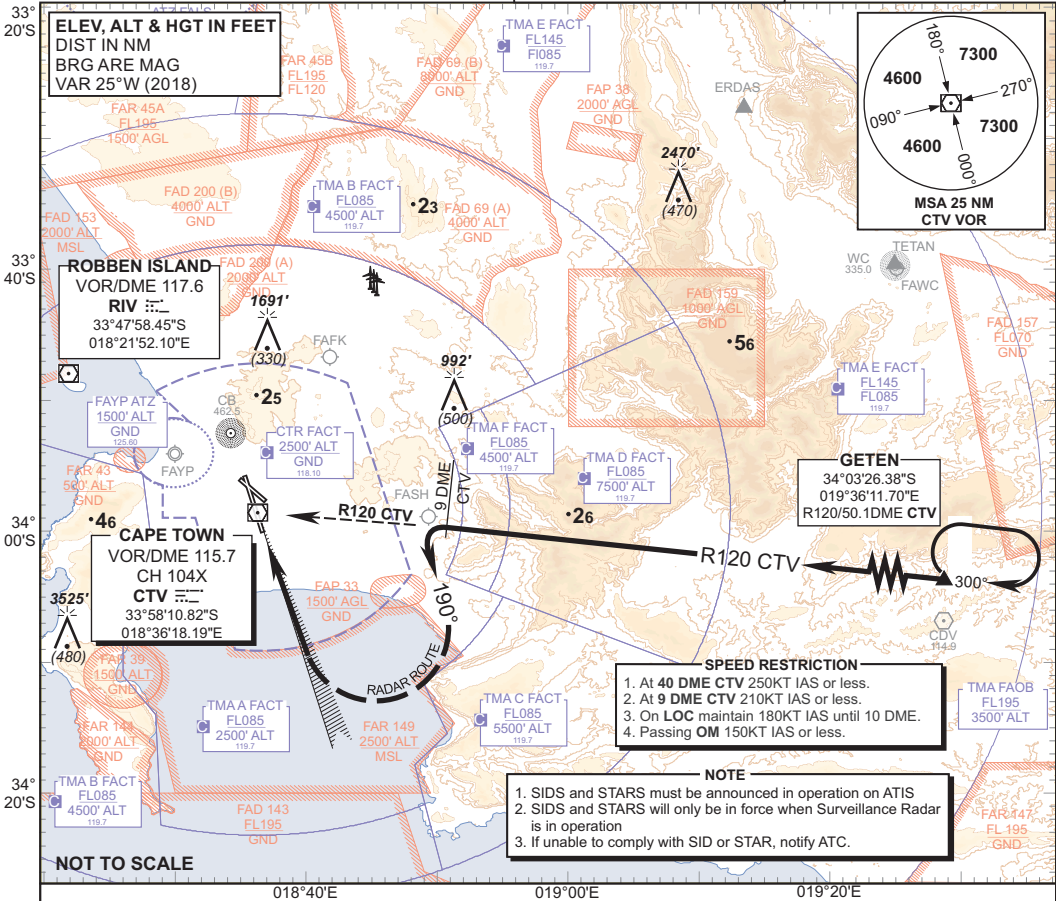 33°
20'S
ELEV, ALT & HGT IN FEET
DIST IN NM
BRG ARE MAG
VAR 25°W (2018)
FAR 45B
FL195
FL120
FAD 69 (B)
8000' ALT
GND
TMA E FACT
FL145
Fl085
119.7
C
FAP 38
2000' AGL
GND
ERDAS
180°
7300
4600
270°
090°
7300
4600
000°
MSA 25 NM
CTV VOR
FAR 45A
FL195
1500' AGL
2470'
(470)
FAD 200 (B)
4000' ALT
GND
TMA B FACT
FL085
4500' ALT
119.7
C
23
FAD 69 (A)
4000' ALT
GND
FAD 153
2000' ALT
MSL
TETAN
WC
335.0
FAWC
33°
40'S
ROBBEN ISLAND
VOR/DME 117.6
RIV
33°47'58.45"S
018°21'52.10"E
FAD 200 (A)
2000' ALT
GND
1691'
(330)
FAFK
FAD 159
1000' AGL
GND
56
FAD 157
FL070
GND
992'
(500)
TMA E FACT
FL145
FL085
119.7
C
FAYP ATZ
1500' ALT
GND
125.60
CB
462.5
25
FAYP
CTR FACT
2500' ALT
GND
118.10
C
TMA F FACT
FL085
4500' ALT
119.7
C
TMA D FACT
FL085
7500' ALT
119.7
C
GETEN
34°03'26.38"S
019°36'11.70"E
R120/50.1DME CTV
FAR 43
500' ALT
GND
46
FASH
9 DME
CTV
26
34°
00'S
R120 CTV
R120 CTV
300°
CAPE TOWN
VOR/DME 115.7
CH 104X
CTV
33°58'10.82"S
018°36'18.19"E
FAP 33
1500' AGL
GND
190°
RADAR ROUTE
3525'
(480)
CDV
114.9
FAR 39
1500' ALT
GND
SPEED RESTRICTION
1. At 40 DME CTV 250KT IAS or less.
2. At 9 DME CTV 210KT IAS or less.
3. On LOC maintain 180KT IAS until 10 DME.
4. Passing OM 150KT IAS or less.
TMA FAOB
FL195
3500' ALT
TMA A FACT
FL085
2500' ALT
119.7
C
FAR 144
2000' ALT
GND
FAR 149
2500' ALT
MSL
TMA C FACT
FL085
5500' ALT
119.7
C
34°
20'S
TMA B FACT
FL085
4500' ALT
119.7
C
FAD 143
FL195
GND
NOTE
1. SIDS and STARS must be announced in operation on ATIS
2. SIDS and STARS will only be in force when Surveillance Radar
is in operation
3. If unable to comply with SID or STAR, notify ATC.
FAR 147
FL 195
GND
NOT TO SCALE
018°40'E
019°00'E
019°20'E